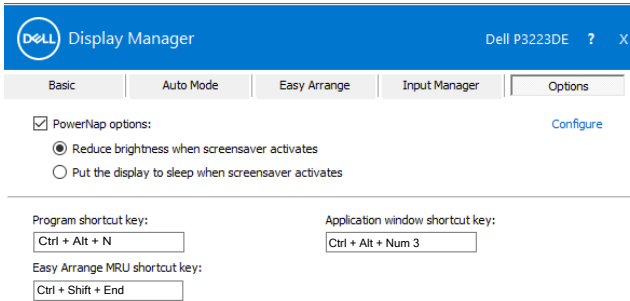 DELL Display Manager Dell P3223DE ? X
Basic Auto Mode Easy Arrange Input Manager Options
PowerNap options: Configure
Reduce brightness when screensaver activates
Put the display to sleep when screensaver activates
Program shortcut key: Application window shortcut key:
Ctrl + Alt + N Ctrl + Alt + Num 3
Easy Arrange MRU shortcut key:
Ctrl + Shift + End